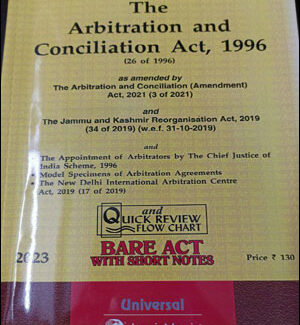 The
Arbitration and
Conciliation Act, 1996
(26 of 1996)
as amended by
The Arbitration and Conciliation (Amendment)
Act, 2021 (3 of 2021)
and
The Jammu and Kashmir Reorganisation Act, 2019
(34 of 2019) (w.e.f. 31-10-2019)
and
• The Appointment of Arbitrators by The Chief Justice of
India Scheme, 1996
• Model Specimens of Arbitration Agreements
• The New Delhi International Arbitration Centre
Act, 2019 (17 of 2019)
and
QUICK REVIEW
FLOW CHART
BARE ACT
WITH SHORT NOTES
2023
Price ₹ 130
Universal